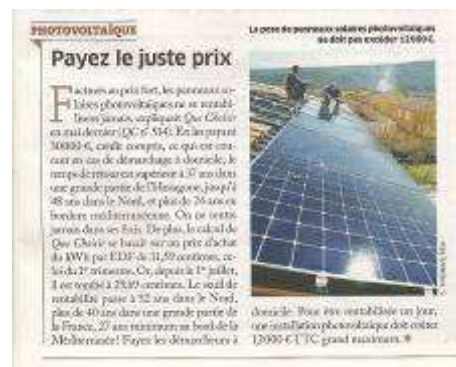 PHOTOVOLTAÏQUE
Payez le juste prix
La pose de panneaux solaires photovoltaïques
ne doit pas excéder 12000 €.
Facturés au prix fort, les panneaux so-
laires photovoltaïques ne se rentabi-
lisent jamais, expliquait Que Choisir
en mai dernier (QC n° 514). En les payant
30000 €, crédit compris, ce qui est cou-
rant en cas de démarchage à domicile, le
temps de retour est supérieur à 37 ans dans
une grande partie de l'Hexagone, jusqu'à
48 ans dans le Nord, et plus de 26 ans en
bordure méditerranéenne. On ne rentre
jamais dans ses frais. De plus, le calcul de
Que Choisir se basait sur un prix d'achat
du kWh par EDF de 31,59 centimes, ce-
lui du 2e trimestre. Or, depuis le 1er juillet,
il est tombé à 29,69 centimes. Le seuil de
rentabilité passe à 52 ans dans le Nord,
plus de 40 ans dans une grande partie de
la France, 27 ans minimum au bord de la
Méditerranée! Fuyez les démarcheurs à
domicile. Pour être rentabilisée un jour,
une installation photovoltaïque doit coûter
12000 € TTC grand maximum.